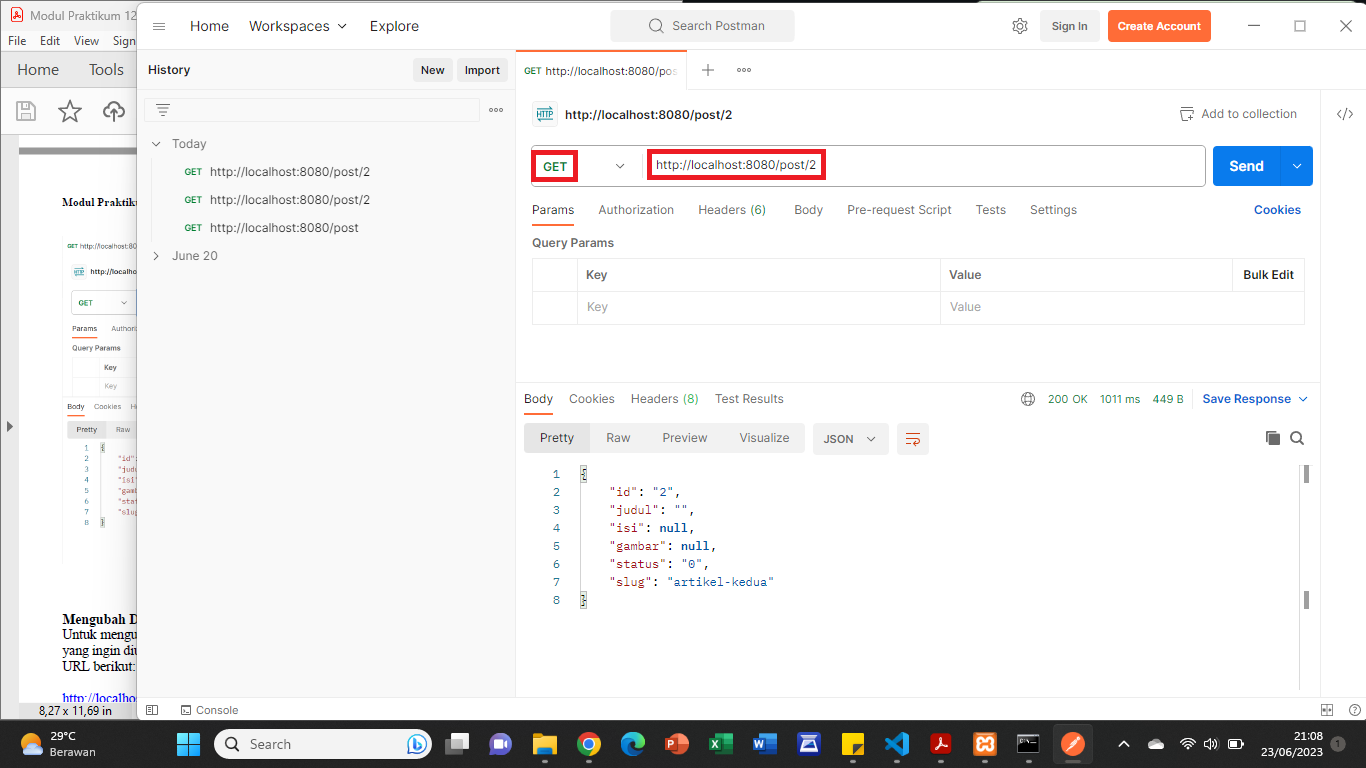 Modul Praktikum 12
File Edit View Sign
Home Tools
Modul Praktiku
GET http://localhost:80
http://localho
GET
Params Authoriz
Query Params
Key
Key
Body Cookies H
Pretty Raw
1 {
2 "id":
3 "judu
4 "isi"
5 "gamb
6 "stat
7 "slug
8 }
Mengubah D
Untuk mengu
yang ingin diu
URL berikut:
http://localhos
8,27 x 11,69 in
Home Workspaces Explore Search Postman Sign In Create Account
History New Import
Today
GET http://localhost:8080/post/2
GET http://localhost:8080/post/2
GET http://localhost:8080/post
June 20
GET http://localhost:8080/pos
HTTP http://localhost:8080/post/2 Add to collection
GET http://localhost:8080/post/2 Send
Params Authorization Headers (6) Body Pre-request Script Tests Settings Cookies
Query Params
Key Value Bulk Edit
Key Value
Body Cookies Headers (8) Test Results 200 OK 1011 ms 449 B Save Response
Pretty Raw Preview Visualize JSON
1 {
2 "id": "2",
3 "judul": "",
4 "isi": null,
5 "gambar": null,
6 "status": "0",
7 "slug": "artikel-kedua"
8 }
Console
29°C
Berawan
Search
21:08
23/06/2023
1